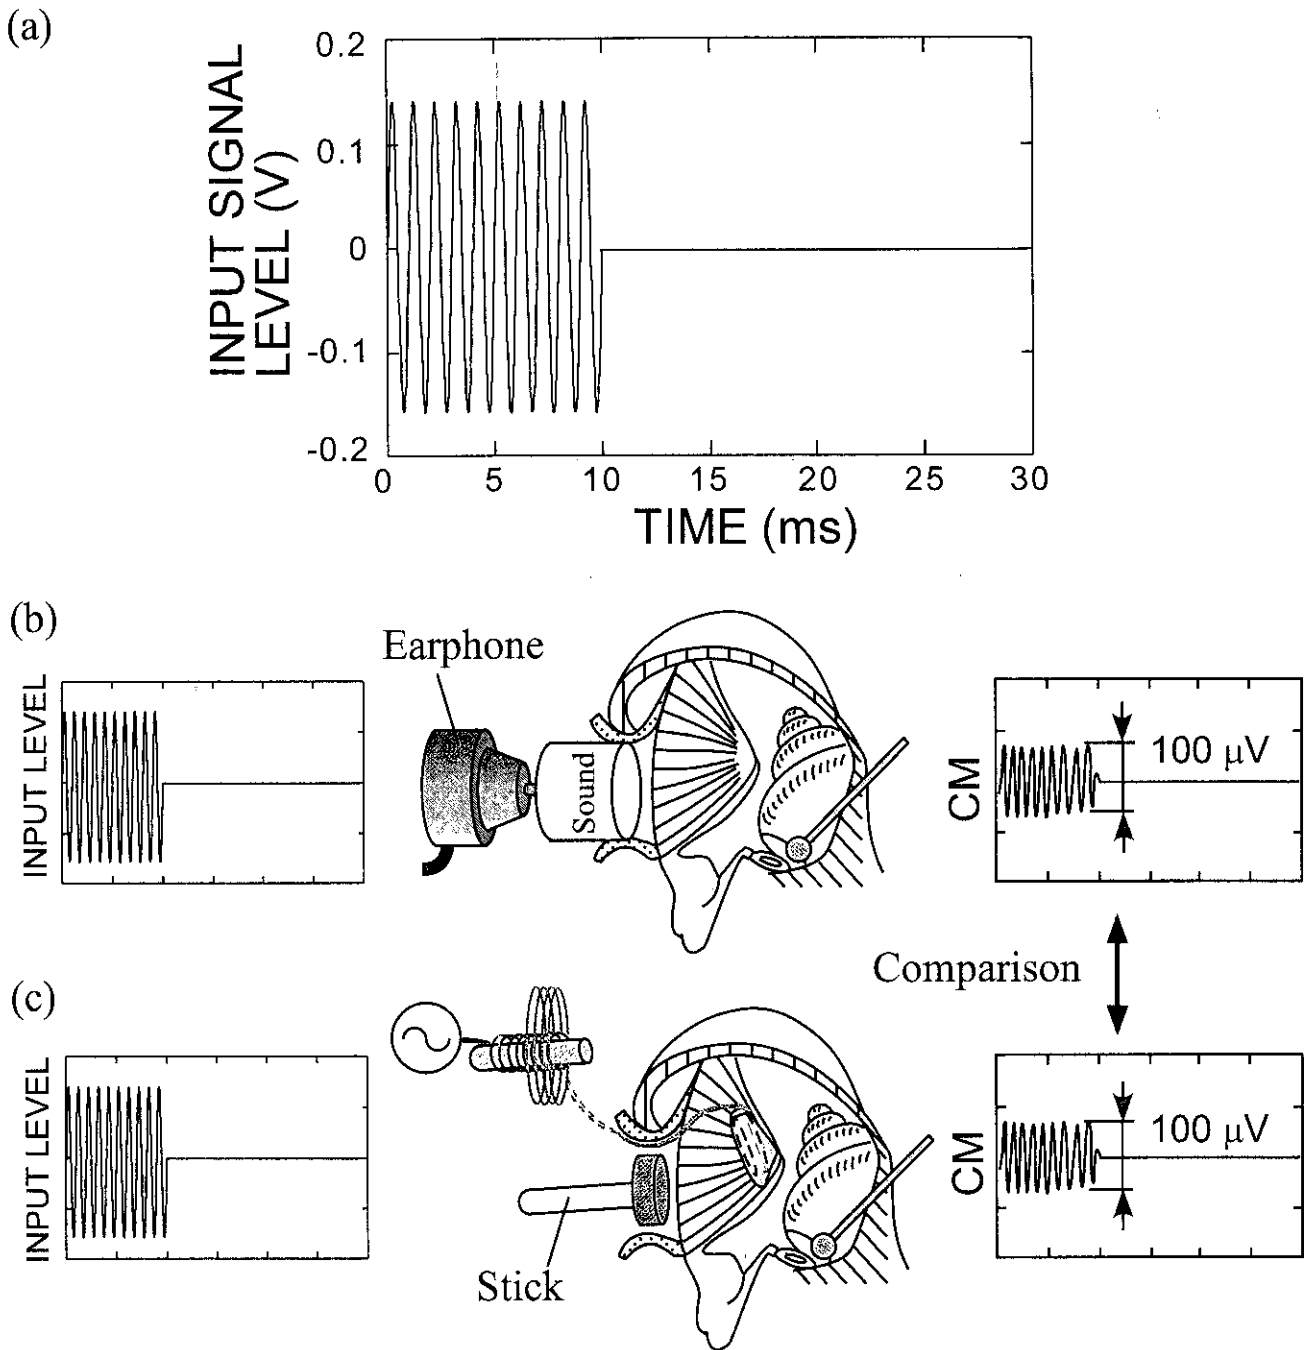 (a)
INPUT SIGNAL
LEVEL (V)
0.2
0.1
0
-0.1
-0.2
0 5 10 15 20 25 30
TIME (ms)
(b)
Earphone
INPUT LEVEL
Sound
CM
100 μV
Comparison
(c)
INPUT LEVEL
Stick
CM
100 μV